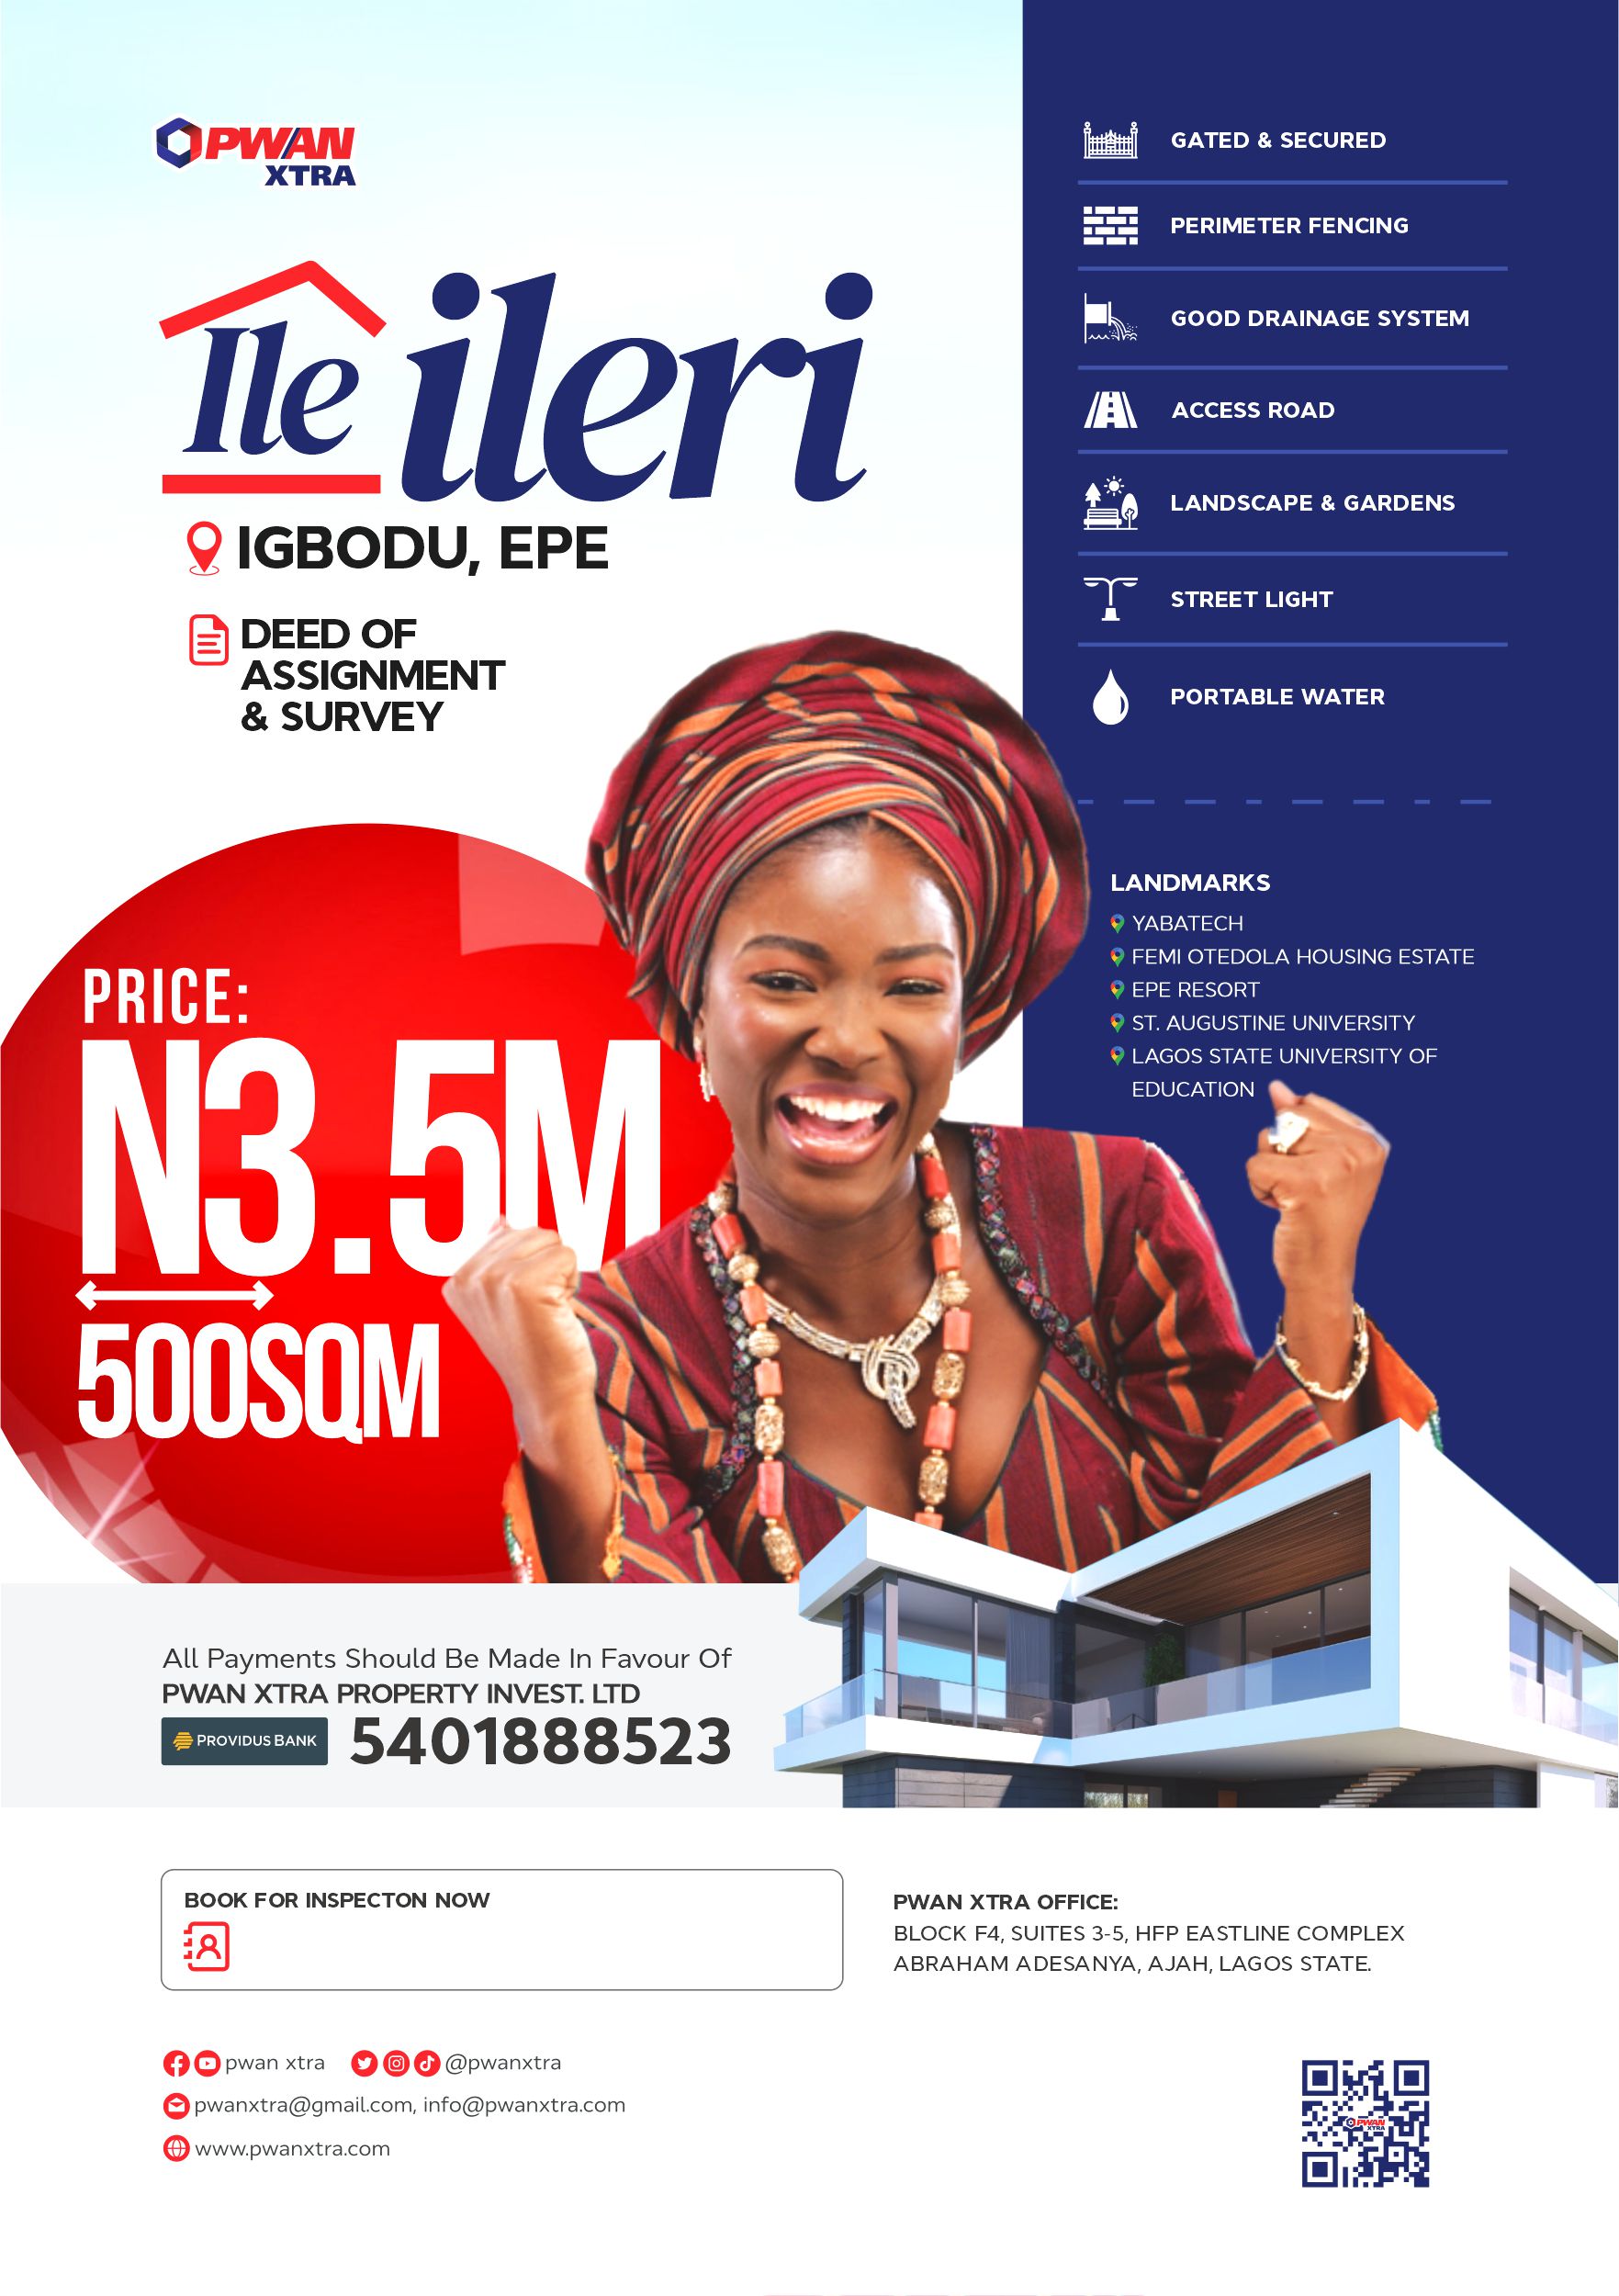 PWAN
XTRA
Ile ileri
IGBODU, EPE
DEED OF
ASSIGNMENT
& SURVEY
PRICE:
N3.5M
500SQM
GATED & SECURED
PERIMETER FENCING
GOOD DRAINAGE SYSTEM
ACCESS ROAD
LANDSCAPE & GARDENS
STREET LIGHT
PORTABLE WATER
LANDMARKS
YABATECH
FEMI OTEDOLA HOUSING ESTATE
EPE RESORT
ST. AUGUSTINE UNIVERSITY
LAGOS STATE UNIVERSITY OF
EDUCATION
All Payments Should Be Made In Favour Of
PWAN XTRA PROPERTY INVEST. LTD
PROVIDUS BANK 5401888523
BOOK FOR INSPECTON NOW
PWAN XTRA OFFICE:
BLOCK F4, SUITES 3-5, HFP EASTLINE COMPLEX
ABRAHAM ADESANYA, AJAH, LAGOS STATE.
pwan xtra @pwanxtra
pwanxtra@gmail.com, info@pwanxtra.com
www.pwanxtra.com
PWAN
XTRA